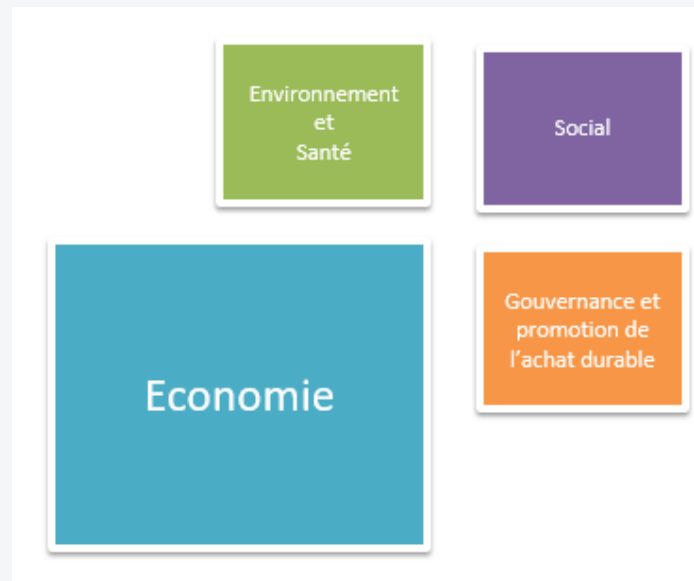 Environnement
et
Santé
Social
Economie
Gouvernance et
promotion de
l'achat durable